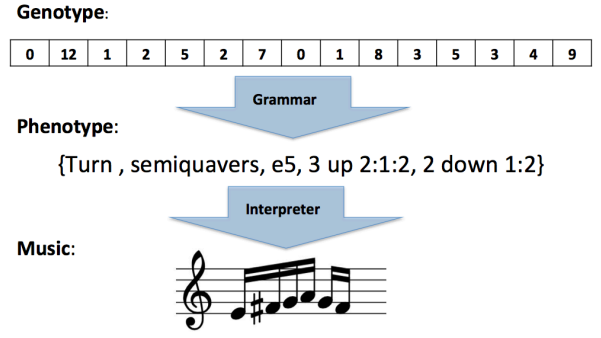 Genotype:
0 12 1 2 5 2 7 0 1 8 3 5 3 4 9
Grammar
Phenotype:
{Turn , semiquavers, e5, 3 up 2:1:2, 2 down 1:2}
Interpreter
Music: